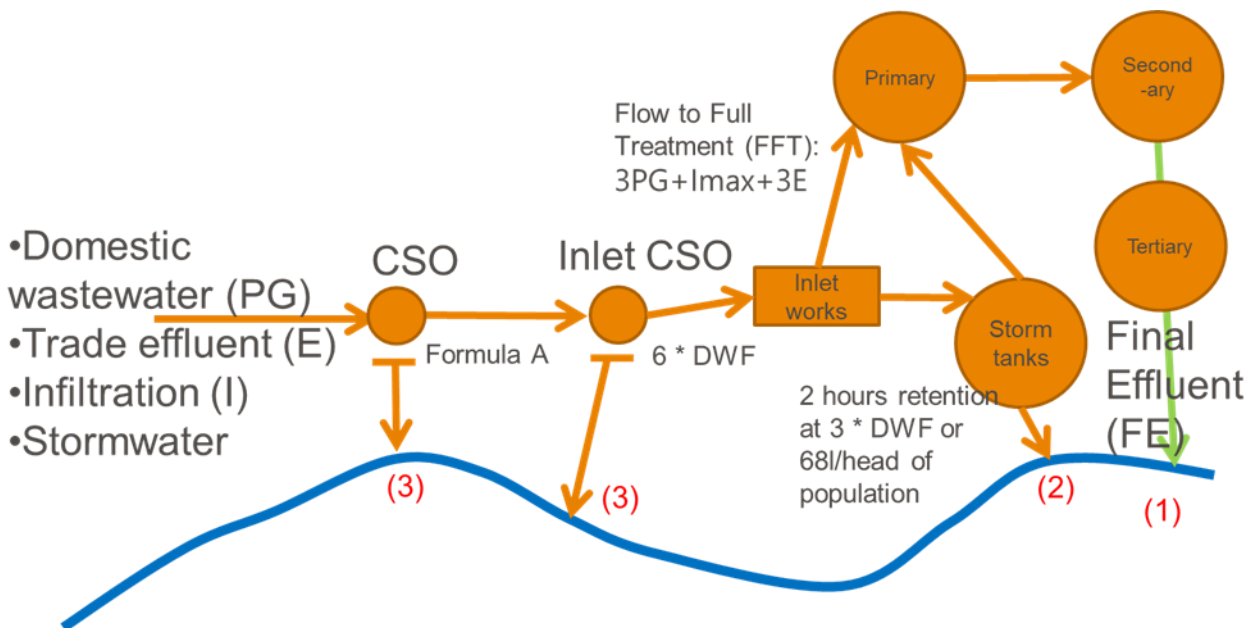 •Domestic
wastewater (PG)
•Trade effluent (E)
•Infiltration (I)
•Stormwater
CSO
Formula A
(3)
Inlet CSO
6 * DWF
(3)
Flow to Full
Treatment (FFT):
3PG+Imax+3E
Inlet
works
Primary
Second
-ary
Tertiary
Storm
tanks
2 hours retention
at 3 * DWF or
68l/head of
population
(2)
Final
Effluent
(FE)
(1)